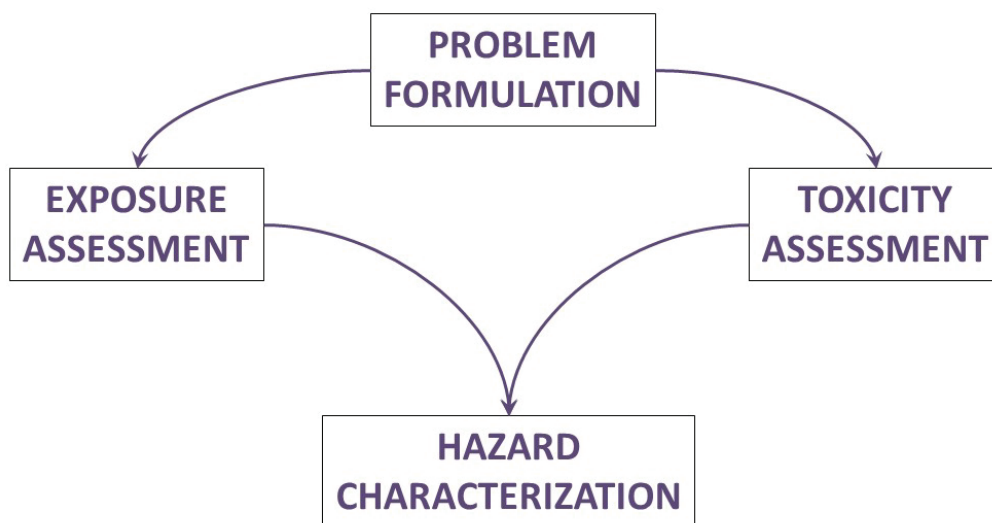 PROBLEM
FORMULATION
EXPOSURE
ASSESSMENT
TOXICITY
ASSESSMENT
HAZARD
CHARACTERIZATION